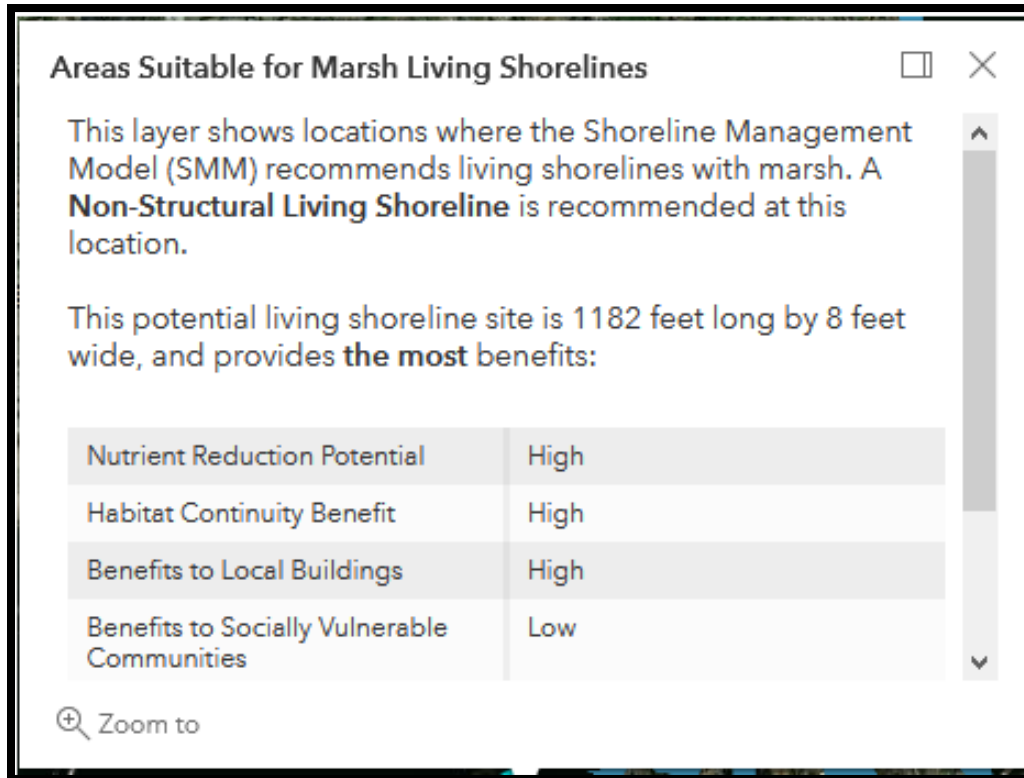 Areas Suitable for Marsh Living Shorelines
This layer shows locations where the Shoreline Management
Model (SMM) recommends living shorelines with marsh. A
Non-Structural Living Shoreline is recommended at this
location.
This potential living shoreline site is 1182 feet long by 8 feet
wide, and provides the most benefits:
Nutrient Reduction Potential High
Habitat Continuity Benefit High
Benefits to Local Buildings High
Benefits to Socially Vulnerable Low
Communities
Zoom to